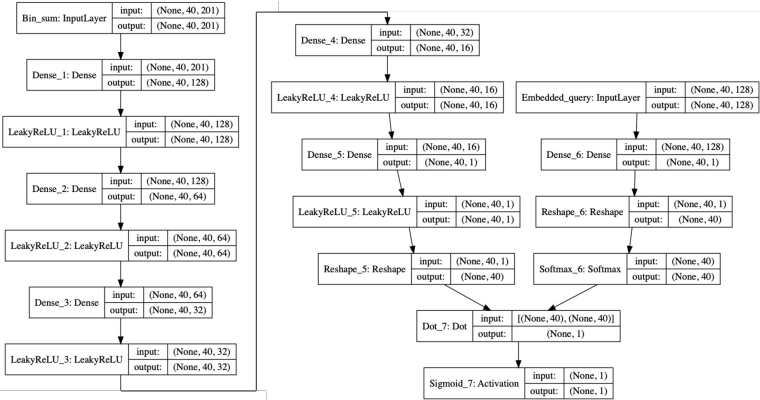 Bin_sum: InputLayer
input: (None, 40, 201)
output: (None, 40, 201)
Dense_1: Dense
input: (None, 40, 201)
output: (None, 40, 128)
LeakyReLU_1: LeakyReLU
input: (None, 40, 128)
output: (None, 40, 128)
Dense_2: Dense
input: (None, 40, 128)
output: (None, 40, 64)
LeakyReLU_2: LeakyReLU
input: (None, 40, 64)
output: (None, 40, 64)
Dense_3: Dense
input: (None, 40, 64)
output: (None, 40, 32)
LeakyReLU_3: LeakyReLU
input: (None, 40, 32)
output: (None, 40, 32)
Dense_4: Dense
input: (None, 40, 32)
output: (None, 40, 16)
LeakyReLU_4: LeakyReLU
input: (None, 40, 16)
output: (None, 40, 16)
Dense_5: Dense
input: (None, 40, 16)
output: (None, 40, 1)
LeakyReLU_5: LeakyReLU
input: (None, 40, 1)
output: (None, 40, 1)
Reshape_5: Reshape
input: (None, 40, 1)
output: (None, 40)
Embedded_query: InputLayer
input: (None, 40, 128)
output: (None, 40, 128)
Dense_6: Dense
input: (None, 40, 128)
output: (None, 40, 1)
Reshape_6: Reshape
input: (None, 40, 1)
output: (None, 40)
Softmax_6: Softmax
input: (None, 40)
output: (None, 40)
Dot_7: Dot
input: [(None, 40), (None, 40)]
output: (None, 1)
Sigmoid_7: Activation
input: (None, 1)
output: (None, 1)